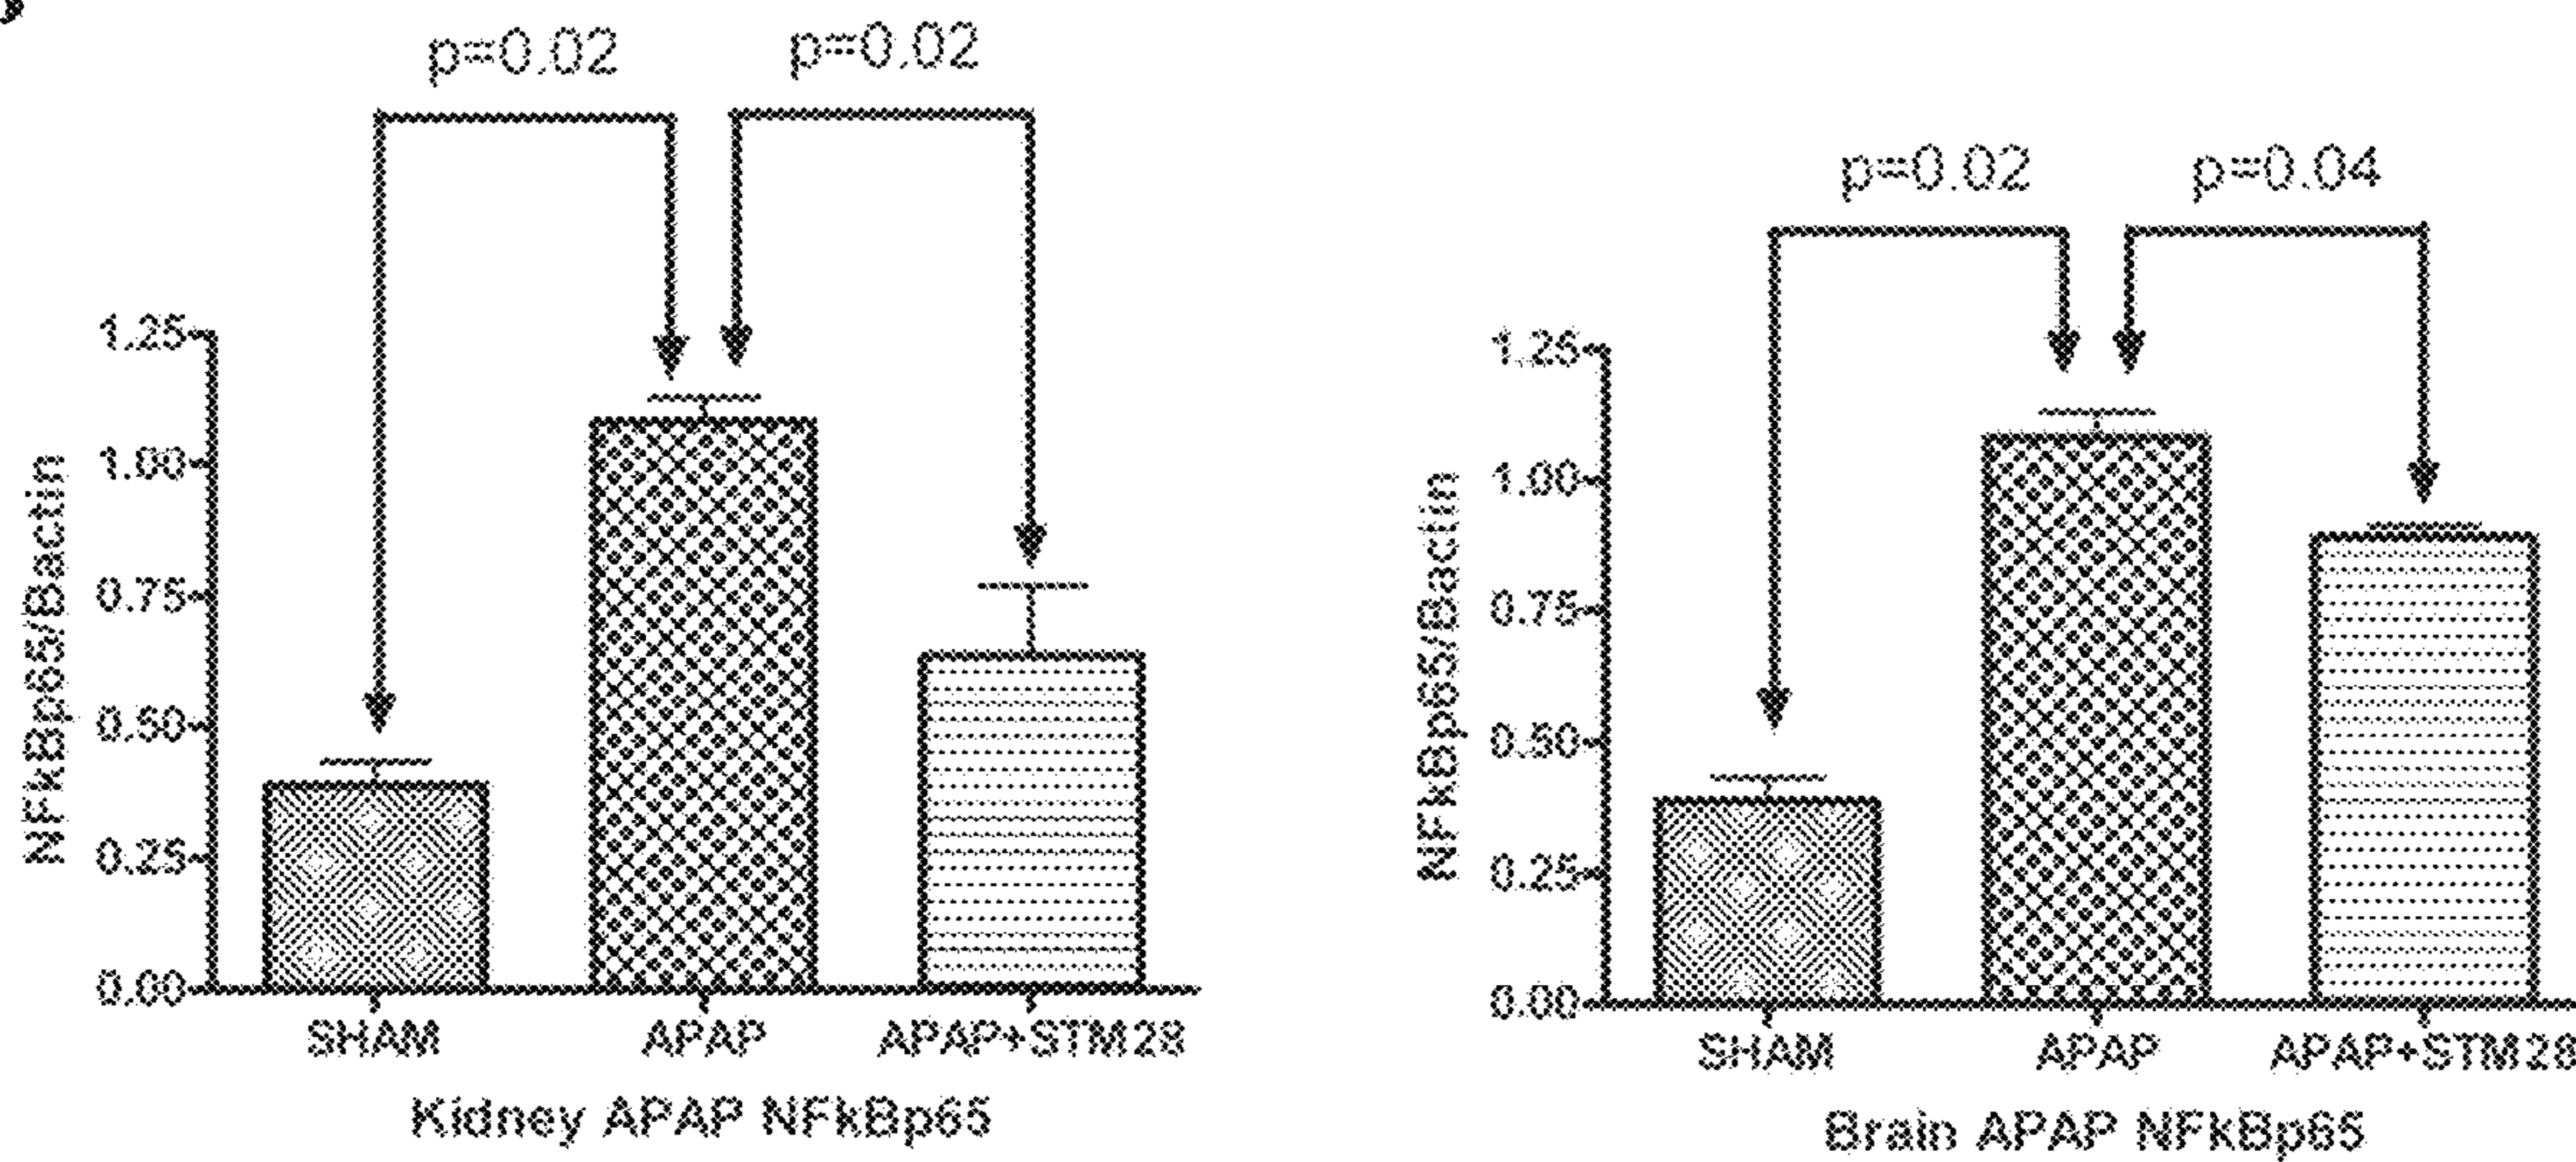 p=0.02
p=0.02
NFkBp65/Bactin
1.25
1.00
0.75
0.50
0.25
0.00
SHAM
APAP
APAP+STM28
Kidney APAP NFkBp65
p=0.02
p=0.04
NFkBp65/Bactin
1.25
1.00
0.75
0.50
0.25
0.00
SHAM
APAP
APAP+STM28
Brain APAP NFkBp65